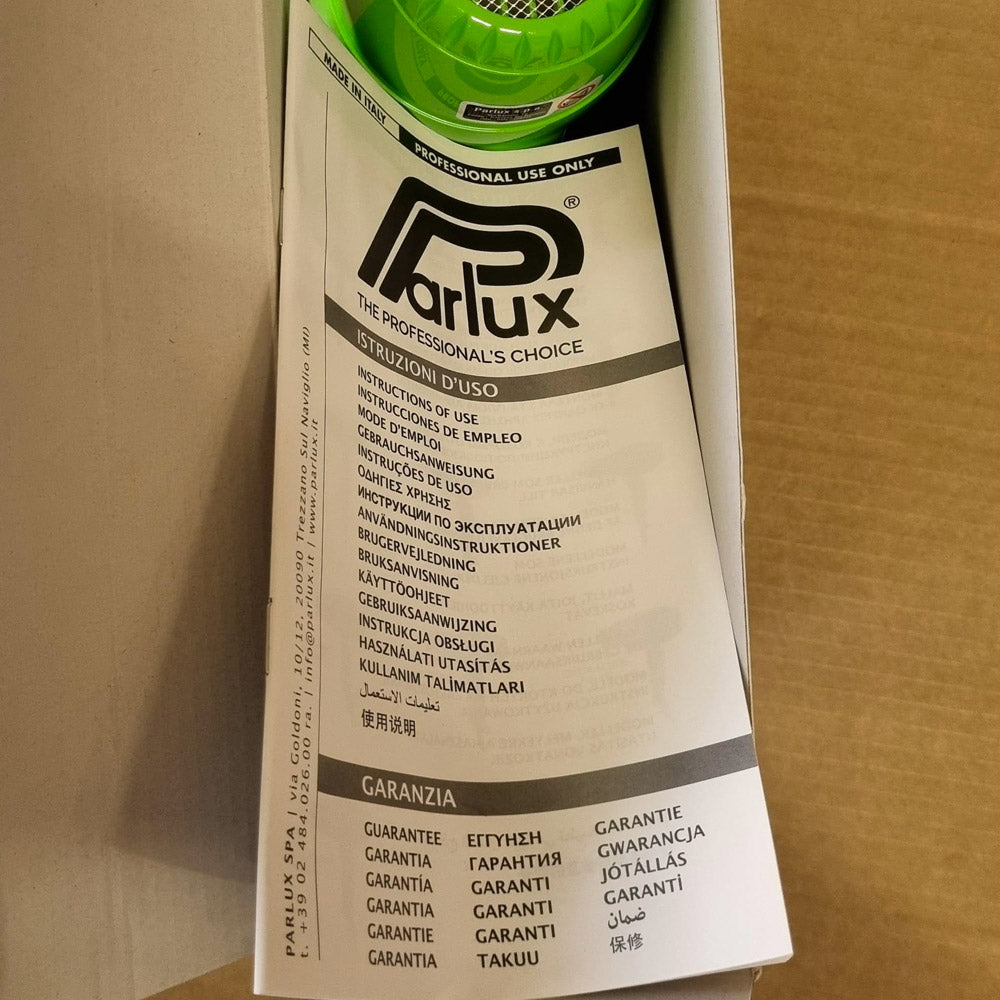 Parlux s.p.a.
MADE IN ITALY
PROFESSIONAL USE ONLY
Parlux ®
THE PROFESSIONAL'S CHOICE
ISTRUZIONI D'USO
INSTRUCTIONS OF USE
INSTRUCCIONES DE EMPLEO
MODE D'EMPLOI
GEBRAUCHSANWEISUNG
INSTRUÇÕES DE USO
ΟΔΗΓΙΕΣ ΧΡΗΣΗΣ
ИНСТРУКЦИИ ПО ЭКСПЛУАТАЦИИ
ANVÄNDNINGSINSTRUKTIONER
BRUGERVEJLEDNING
BRUKSANVISNING
KÄYTTÖOHJEET
GEBRUIKSAANWIJZING
INSTRUKCJA OBSŁUGI
HASZNÁLATI UTASÍTÁS
KULLANIM TALİMATLARI
تعليمات الاستعمال
使用说明
GARANZIA
GUARANTEE
GARANTIA
GARANTÍA
GARANTIA
GARANTIE
GARANTIA
ΕΓΓΥΗΣΗ
ГАРАНТИЯ
GARANTI
GARANTI
GARANTI
TAKUU
GARANTIE
GWARANCJA
JÓTÁLLÁS
GARANTİ
ضمان
保修
PARLUX SPA | via Goldoni, 10/12, 20090 Trezzano Sul Naviglio (MI)
t. +39 02 484.026.00 ra. | info@parlux.it | www.parlux.it